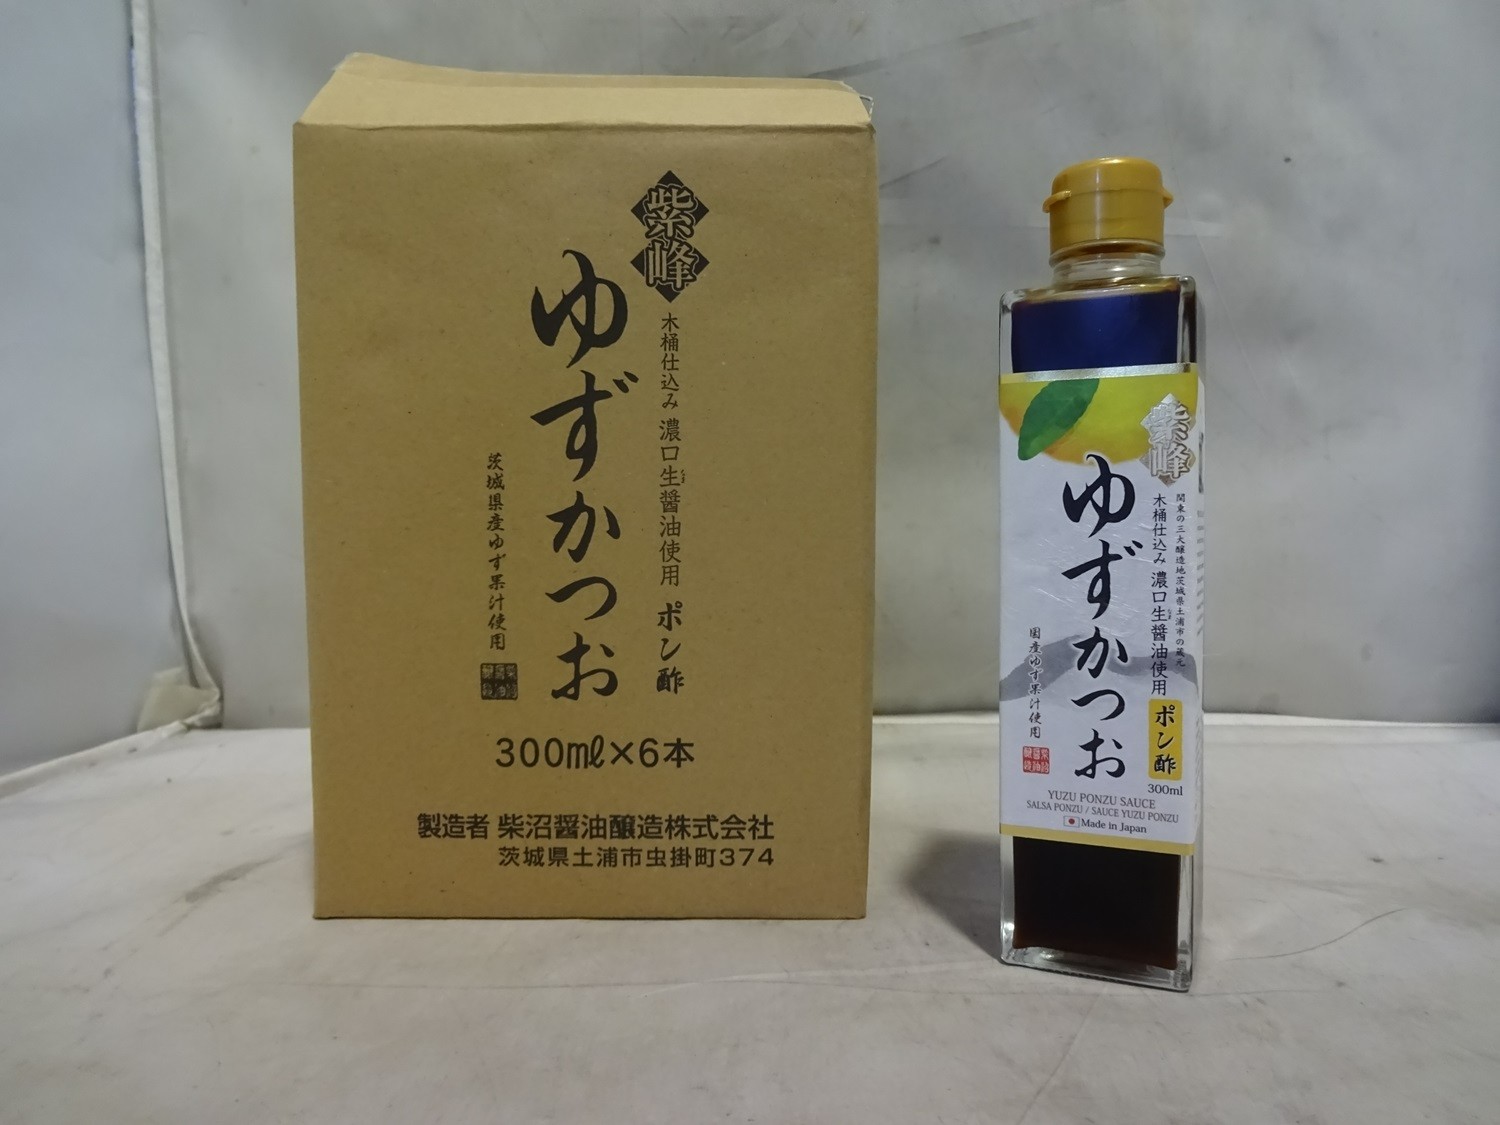 紫峰
木桶仕込み 濃口生醤油使用 ポン酢
ゆずかつお
茨城県産ゆず果汁使用
300ml×6本
製造者 柴沼醤油醸造株式会社
茨城県土浦市虫掛町374
紫峰
関東の三大醸造地茨城県土浦市の蔵元
木桶仕込み 濃口生醤油使用 ポン酢
ゆずかつお
国産ゆず果汁使用
300ml
YUZU PONZU SAUCE
SALSA PONZU / SAUCE YUZU PONZU
Made in Japan